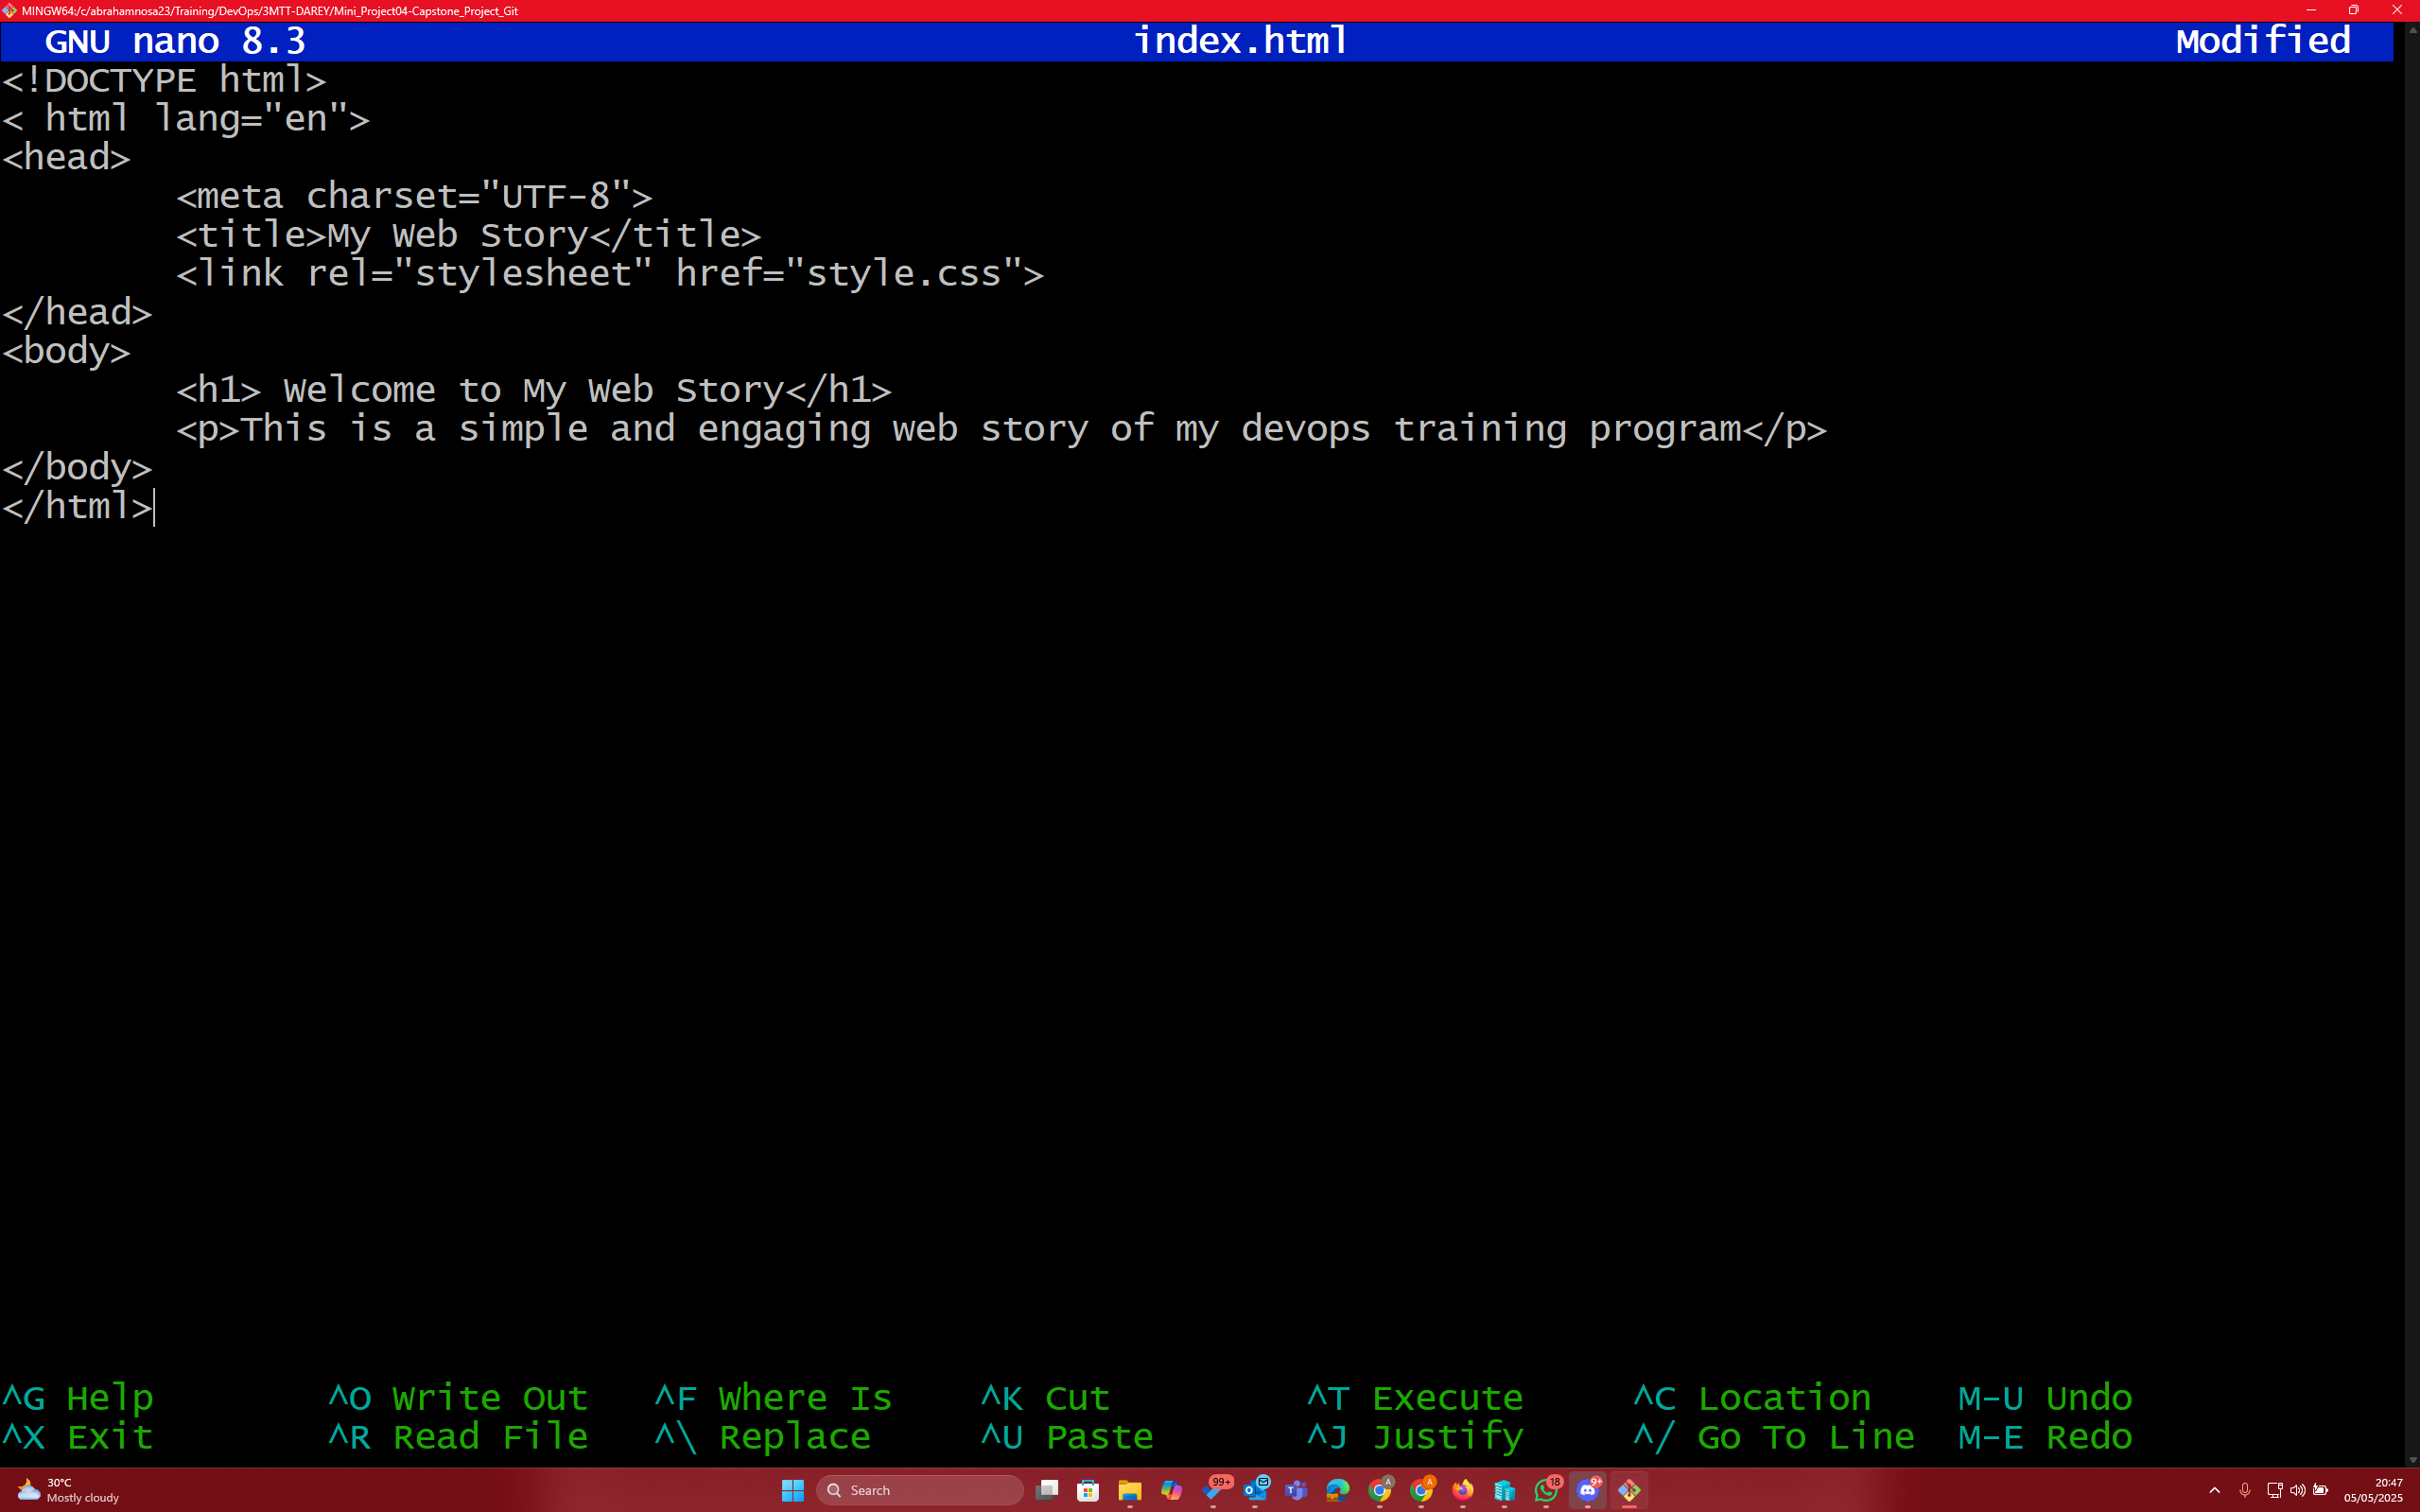 MINGW64:/c/abrahamnosa23/Training/DevOps/3MTT-DAREY/Mini_Project04-Capstone_Project_Git
GNU nano 8.3 index.html Modified
<!DOCTYPE html>
< html lang="en">
<head>
<meta charset="UTF-8">
<title>My Web Story</title>
<link rel="stylesheet" href="style.css">
</head>
<body>
<h1> Welcome to My Web Story</h1>
<p>This is a simple and engaging web story of my devops training program</p>
</body>
</html>
^G Help ^O Write Out ^F Where Is ^K Cut ^T Execute ^C Location M-U Undo
^X Exit ^R Read File ^\ Replace ^U Paste ^J Justify ^/ Go To Line M-E Redo
30°C
Mostly cloudy
Search
99+
18
9+
20:47
05/05/2025